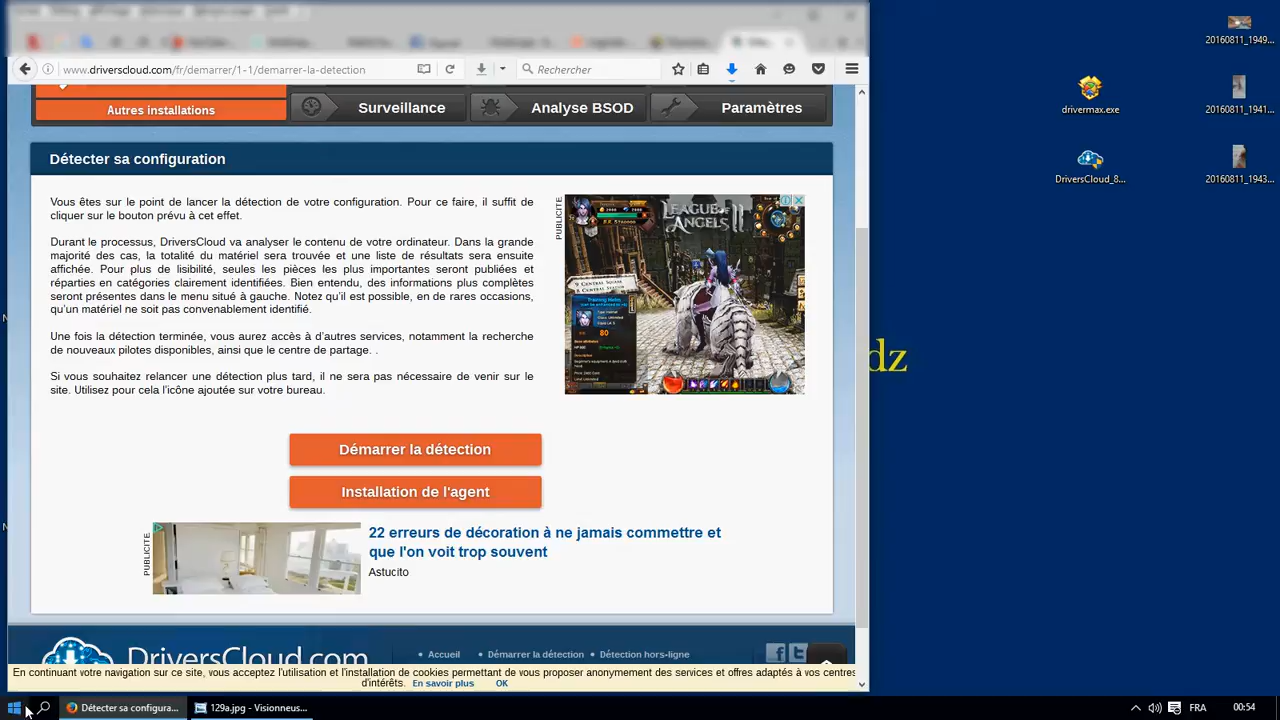 www.driverscloud.com/fr/demarrer/1-1/demarrer-la-detection
Rechercher
Autres installations
Surveillance
Analyse BSOD
Paramètres
Détecter sa configuration
Vous êtes sur le point de lancer la détection de votre configuration. Pour ce faire, il suffit de
cliquer sur le bouton prévu à cet effet.
Durant le processus, DriversCloud va analyser le contenu de votre ordinateur. Dans la grande
majorité des cas, la totalité du matériel sera trouvée et une liste de résultats sera ensuite
affichée. Pour plus de lisibilité, seules les pièces les plus importantes seront publiées et
réparties en catégories clairement identifiées. Bien entendu, des informations plus complètes
seront présentes dans le menu situé à gauche. Notez qu'il est possible, en de rares occasions,
qu'un matériel ne soit pas convenablement identifié.
Une fois la détection terminée, vous aurez accès à d'autres services, notamment la recherche
de nouveaux pilotes disponibles, ainsi que le centre de partage. .
Si vous souhaitez relancer une détection plus tard, il ne sera pas nécessaire de venir sur le
site. Utilisez pour cela l'icône ajoutée sur votre bureau.
PUBLICITE
LEAGUE OF
ANGELS II
80
Démarrer la détection
Installation de l'agent
PUBLICITE
22 erreurs de décoration à ne jamais commettre et
que l'on voit trop souvent
Astucito
DriversCloud.com
Accueil
Démarrer la détection
Détection hors-ligne
En continuant votre navigation sur ce site, vous acceptez l'utilisation et l'installation de cookies permettant de vous proposer anonymement des services et offres adaptés à vos centres
d'intérêts. En savoir plus OK
20160811_1949...
drivermax.exe
20160811_1941...
DriversCloud_8...
20160811_1943...
dz
Détecter sa configura...
129a.jpg - Visionneus...
FRA
00:54